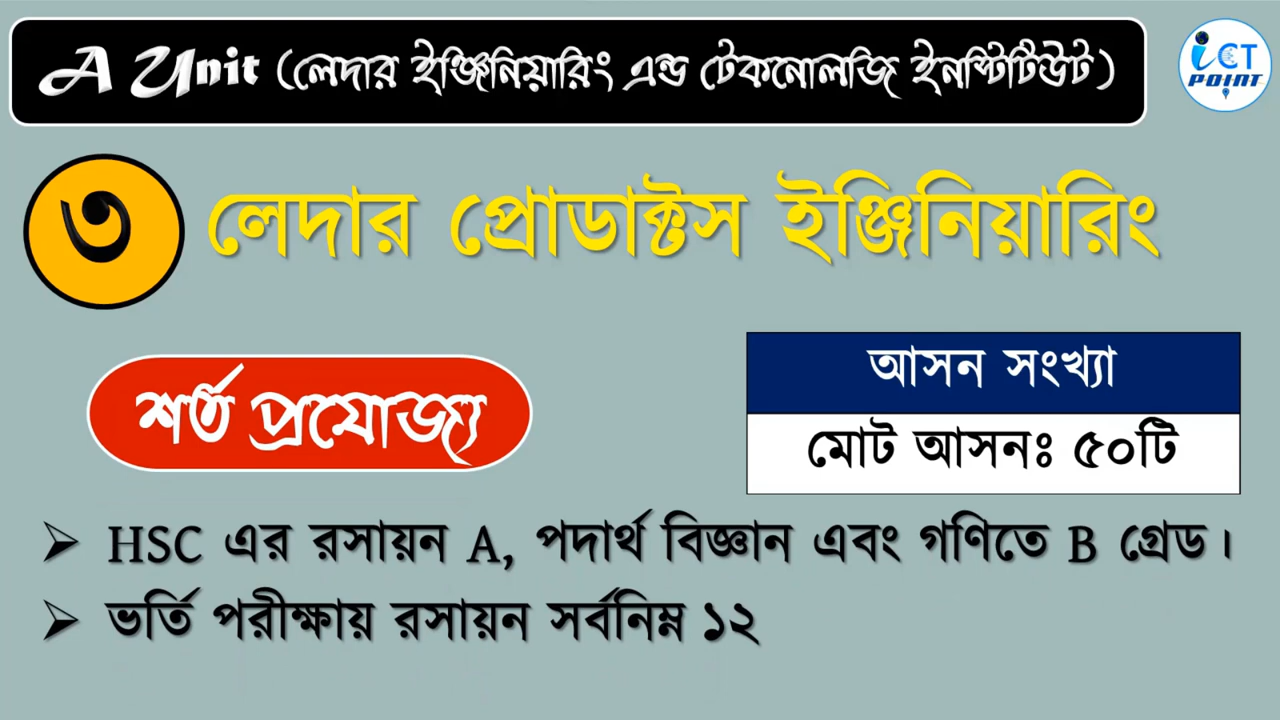 A Unit (লেদার ইঞ্জিনিয়ারিং এন্ড টেকনোলজি ইনস্টিটিউট)
iCT
POINT
৩
লেদার প্রোডাক্টস ইঞ্জিনিয়ারিং
শর্ত প্রযোজ্য
আসন সংখ্যা
মোট আসনঃ ৫০টি
➢ HSC এর রসায়ন A, পদার্থ বিজ্ঞান এবং গণিতে B গ্রেড।
➢ ভর্তি পরীক্ষায় রসায়ন সর্বনিম্ন ১২